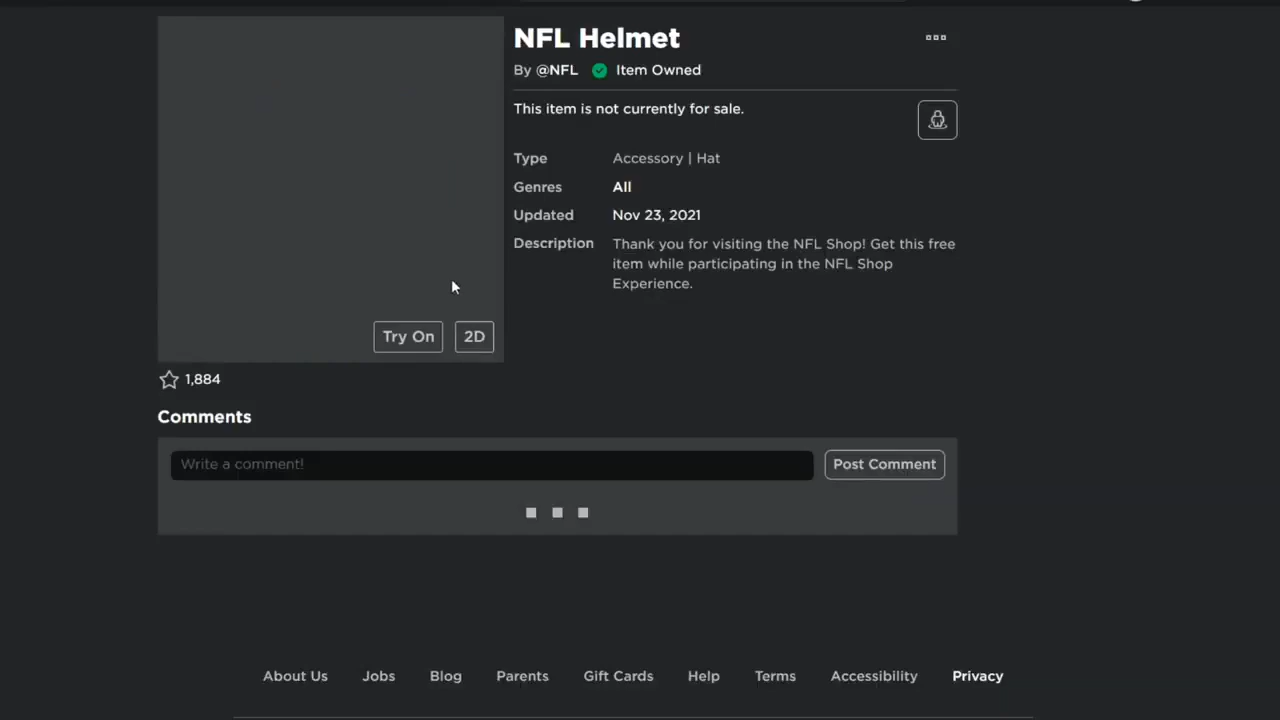 NFL Helmet
By @NFL Item Owned
This item is not currently for sale.
Type Accessory | Hat
Genres All
Updated Nov 23, 2021
Description Thank you for visiting the NFL Shop! Get this free
item while participating in the NFL Shop
Experience.
Try On 2D
1,884
Comments
Write a comment! Post Comment
About Us Jobs Blog Parents Gift Cards Help Terms Accessibility Privacy